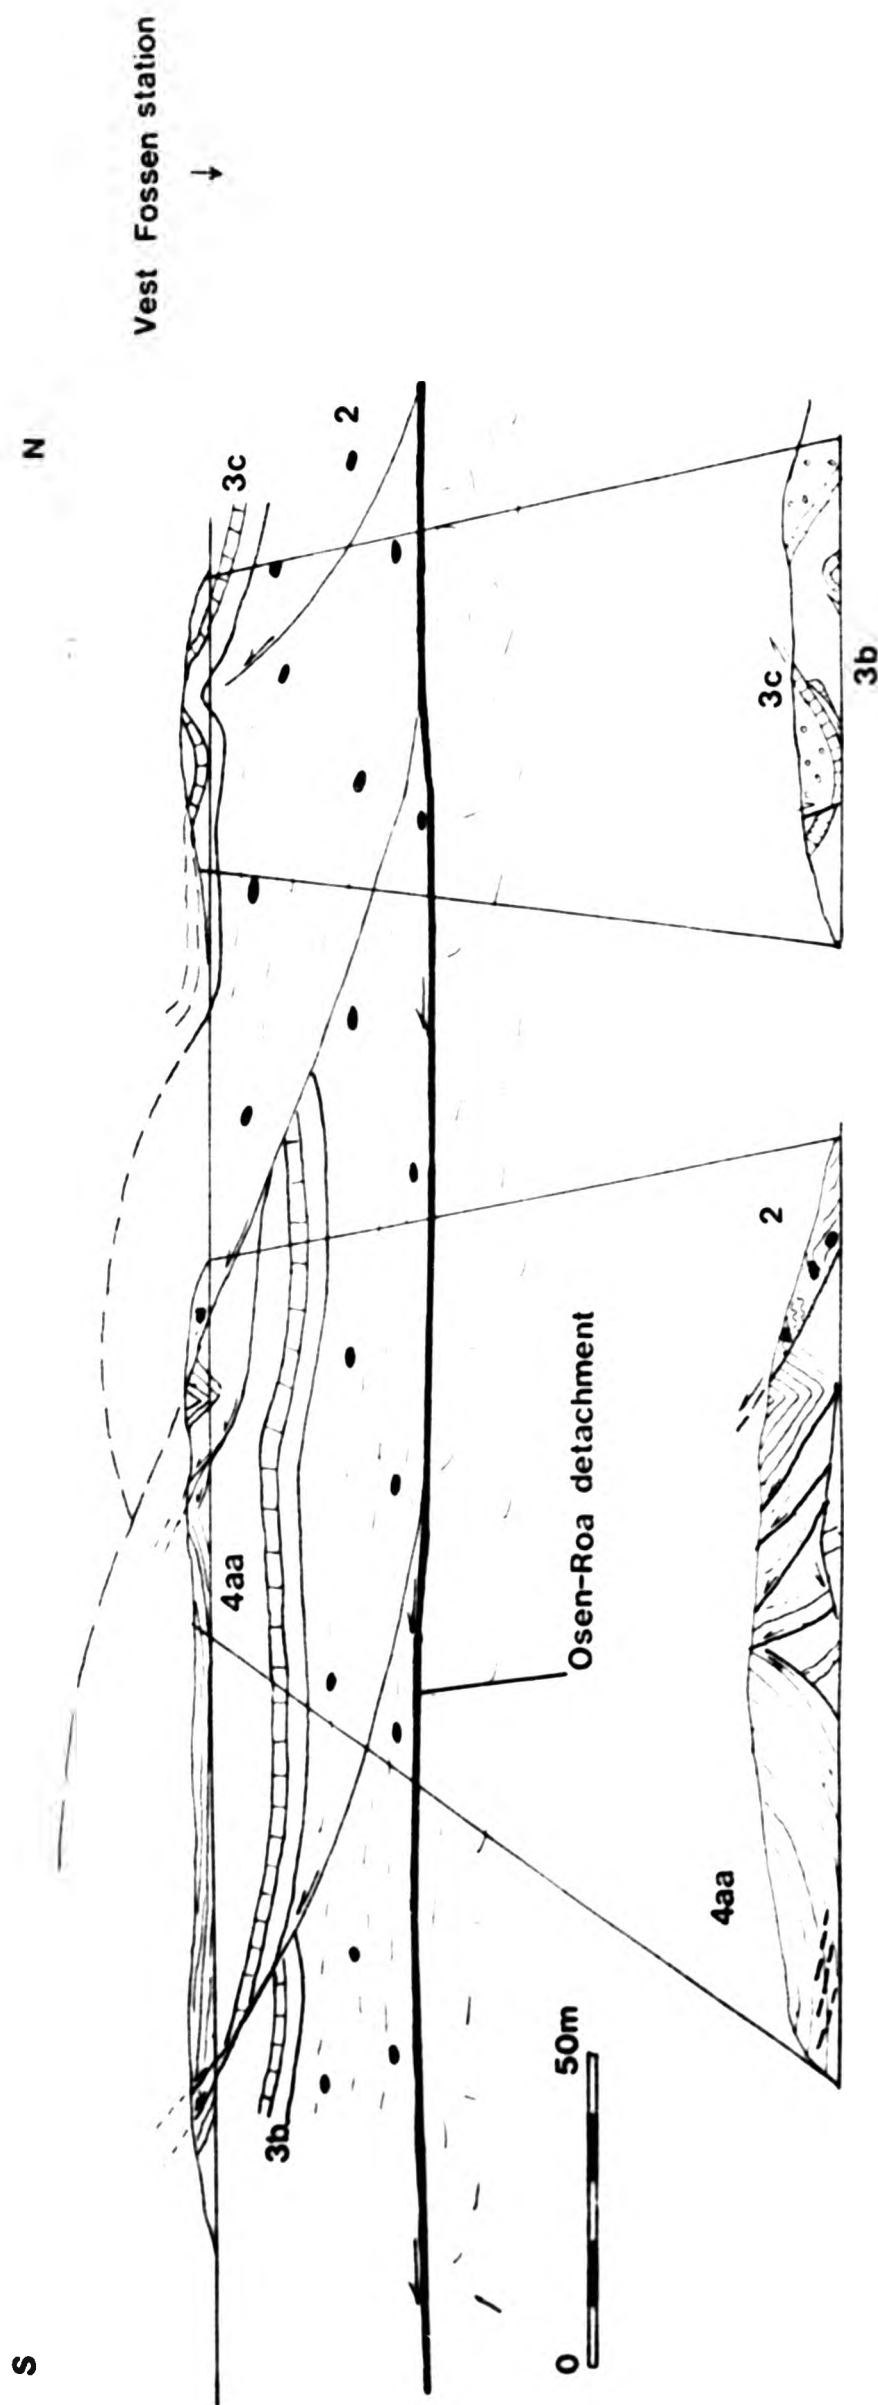 S
N
Vest Fossen station
3c
2
4aa
3b
Osen-Roa detachment
0
50m
4aa
2
3c
3b